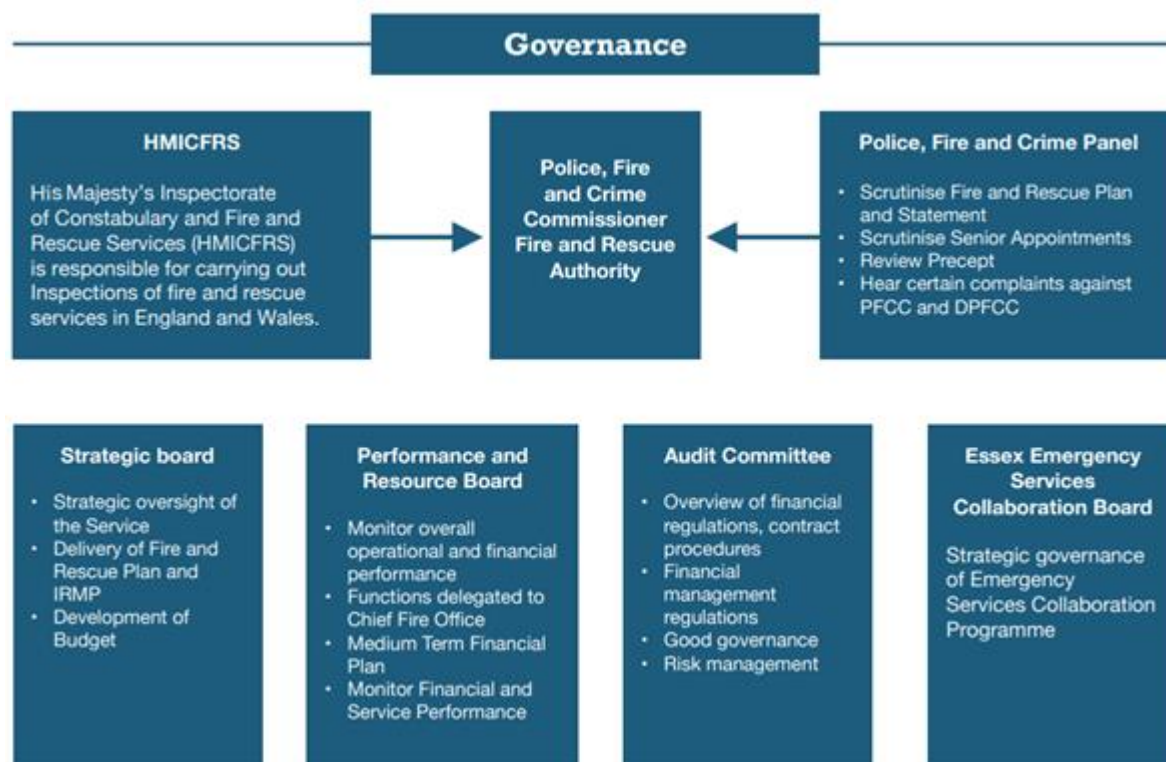 Governance
HMICFRS
His Majesty's Inspectorate
of Constabulary and Fire and
Rescue Services (HMICFRS)
is responsible for carrying out
Inspections of fire and rescue
services in England and Wales.
Police, Fire
and Crime
Commissioner
Fire and Rescue
Authority
Police, Fire and Crime Panel
• Scrutinise Fire and Rescue Plan
and Statement
• Scrutinise Senior Appointments
• Review Precept
• Hear certain complaints against
PFCC and DPFCC
Strategic board
• Strategic oversight of
the Service
• Delivery of Fire and
Rescue Plan and
IRMP
• Development of
Budget
Performance and
Resource Board
• Monitor overall
operational and financial
performance
• Functions delegated to
Chief Fire Office
• Medium Term Financial
Plan
• Monitor Financial and
Service Performance
Audit Committee
• Overview of financial
regulations, contract
procedures
• Financial
management
regulations
• Good governance
• Risk management
Essex Emergency
Services
Collaboration Board
Strategic governance
of Emergency
Services Collaboration
Programme